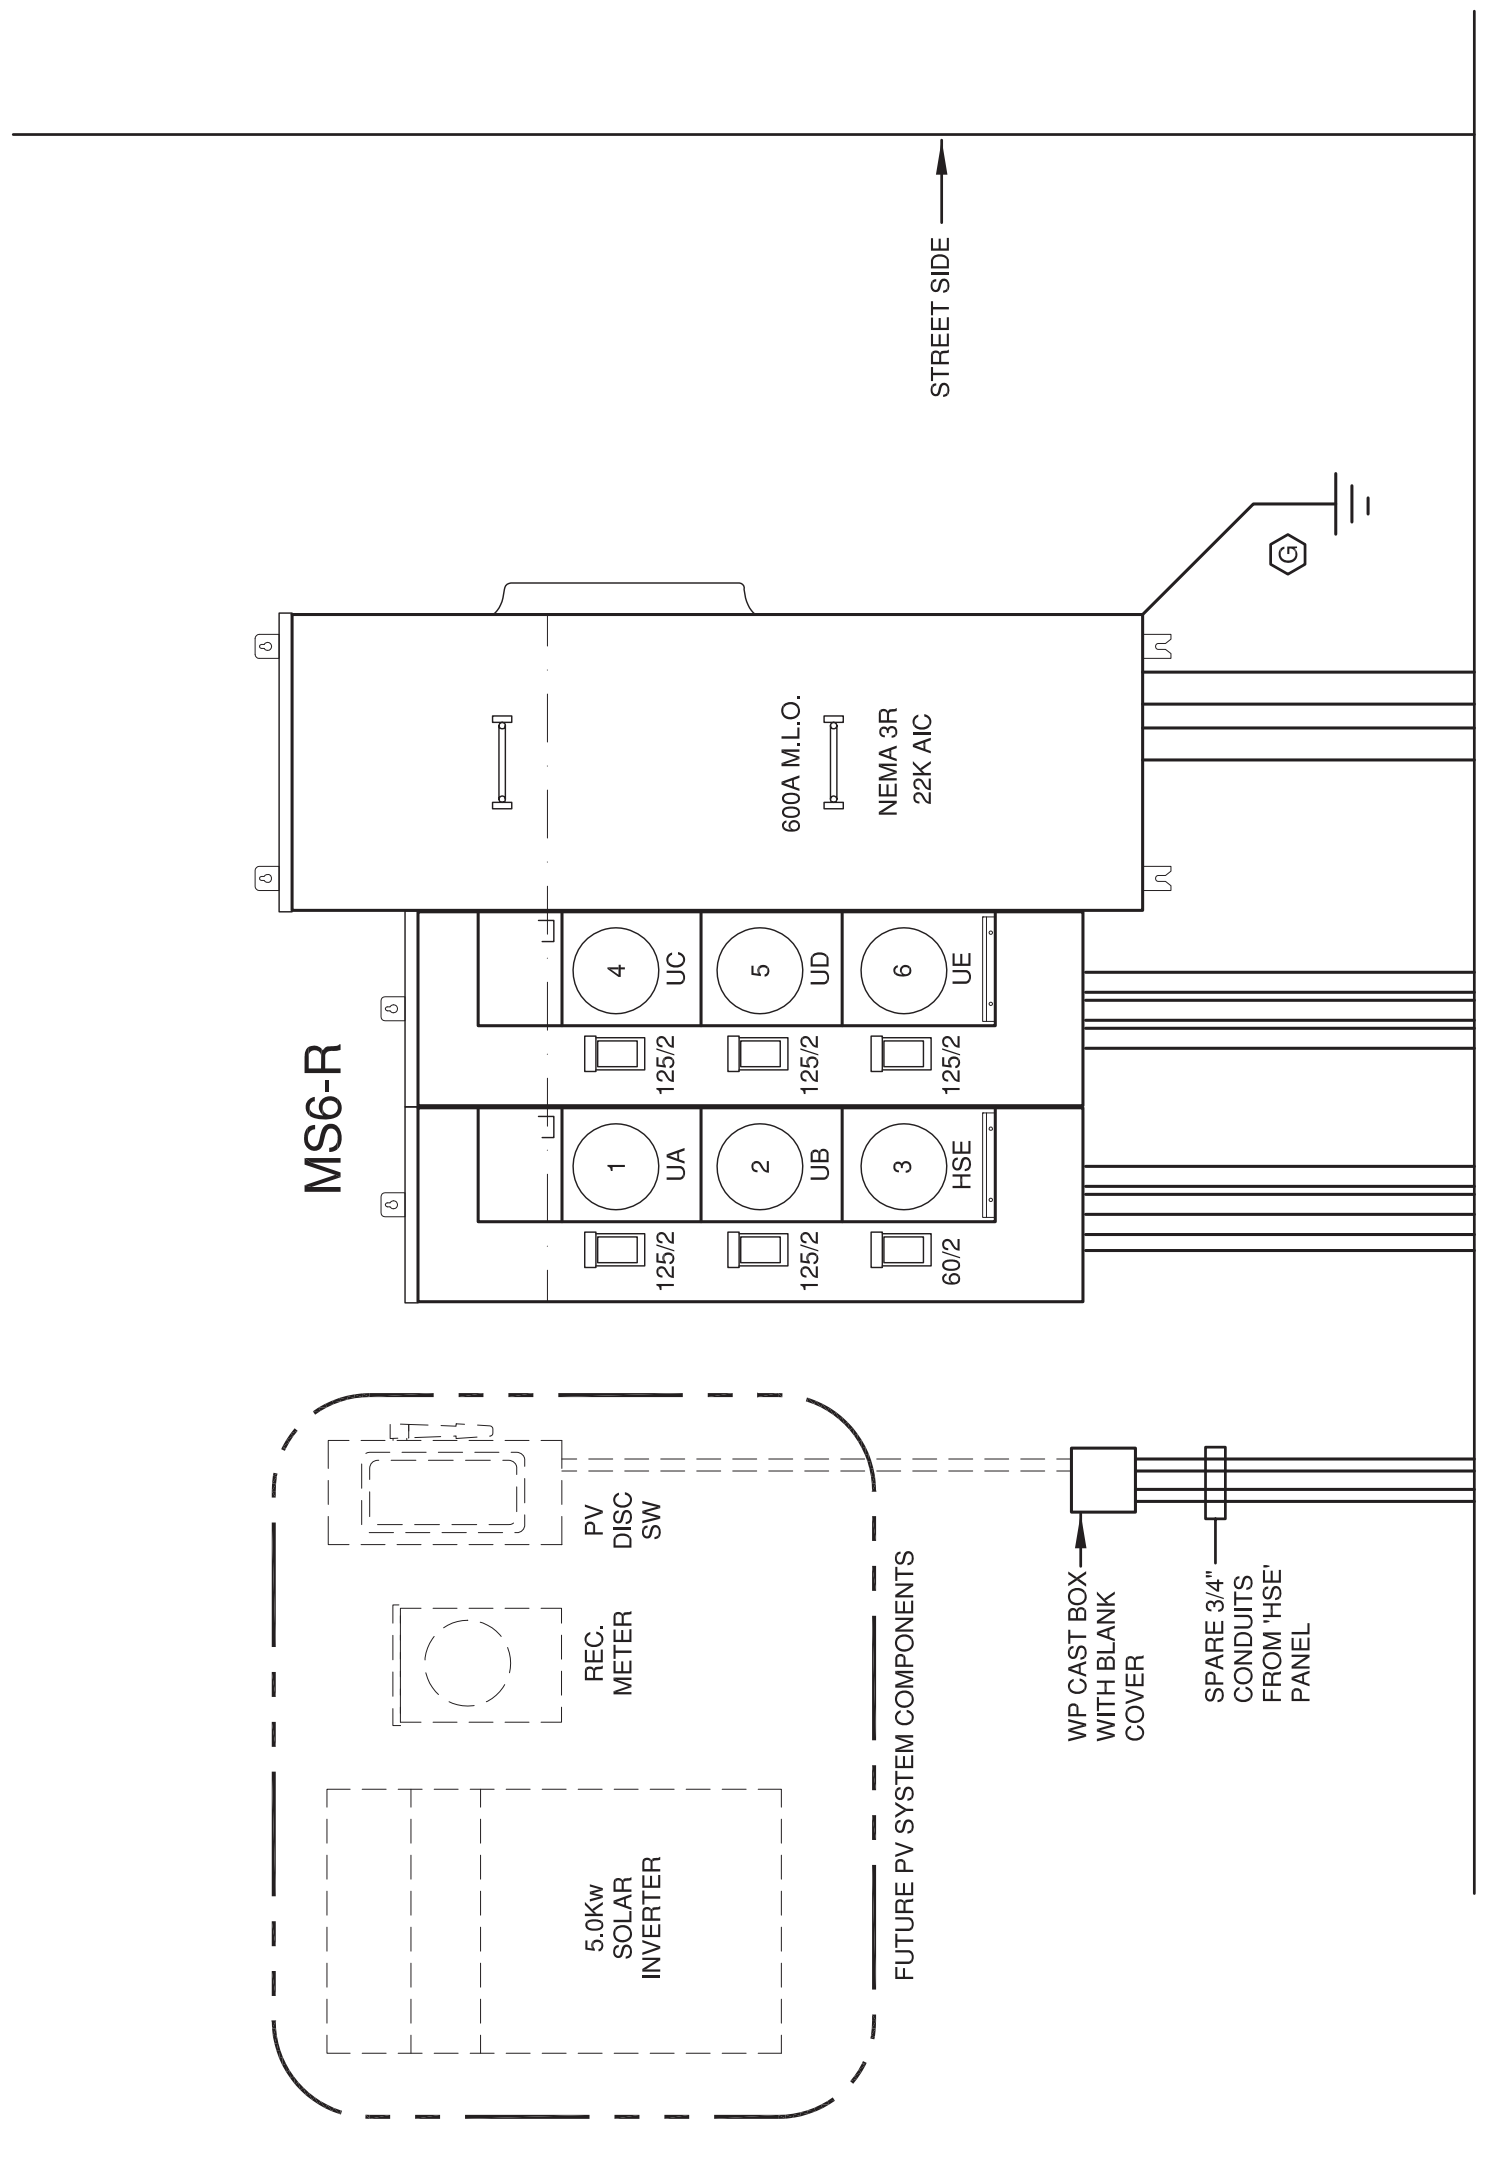 MS6-R
5.0Kw
SOLAR
INVERTER
REC.
METER
PV
DISC
SW
FUTURE PV SYSTEM COMPONENTS
WP CAST BOX
WITH BLANK
COVER
SPARE 3/4"
CONDUITS
FROM 'HSE'
PANEL
125/2
1
UA
125/2
2
UB
60/2
3
HSE
125/2
4
UC
125/2
5
UD
125/2
6
UE
600A M.L.O.
NEMA 3R
22K AIC
G
STREET SIDE